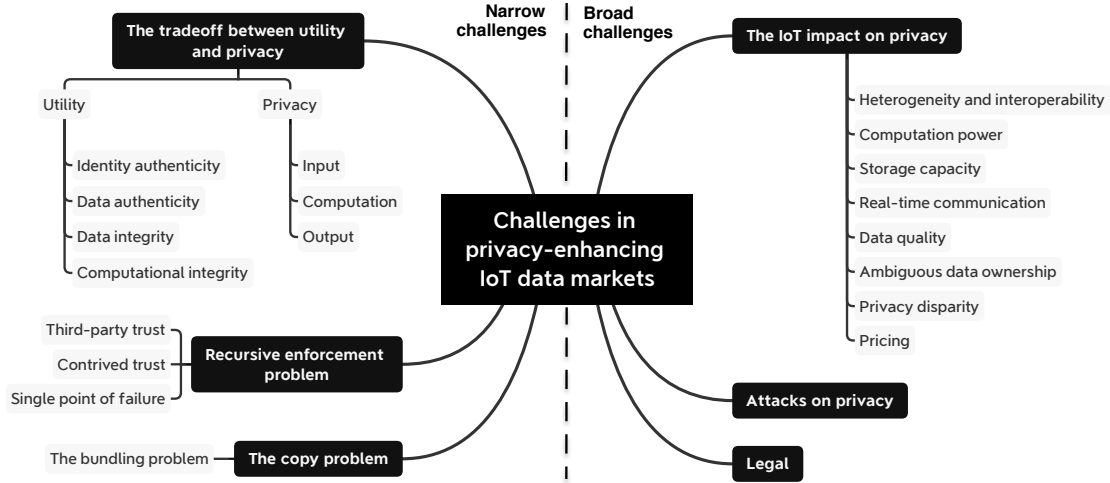 Narrow
challenges
Broad
challenges
The tradeoff between utility
and privacy
Utility
Identity authenticity
Data authenticity
Data integrity
Computational integrity
Privacy
Input
Computation
Output
Recursive enforcement
problem
Third-party trust
Contrived trust
Single point of failure
The copy problem
The bundling problem
Challenges in
privacy-enhancing
IoT data markets
The IoT impact on privacy
Heterogeneity and interoperability
Computation power
Storage capacity
Real-time communication
Data quality
Ambiguous data ownership
Privacy disparity
Pricing
Attacks on privacy
Legal